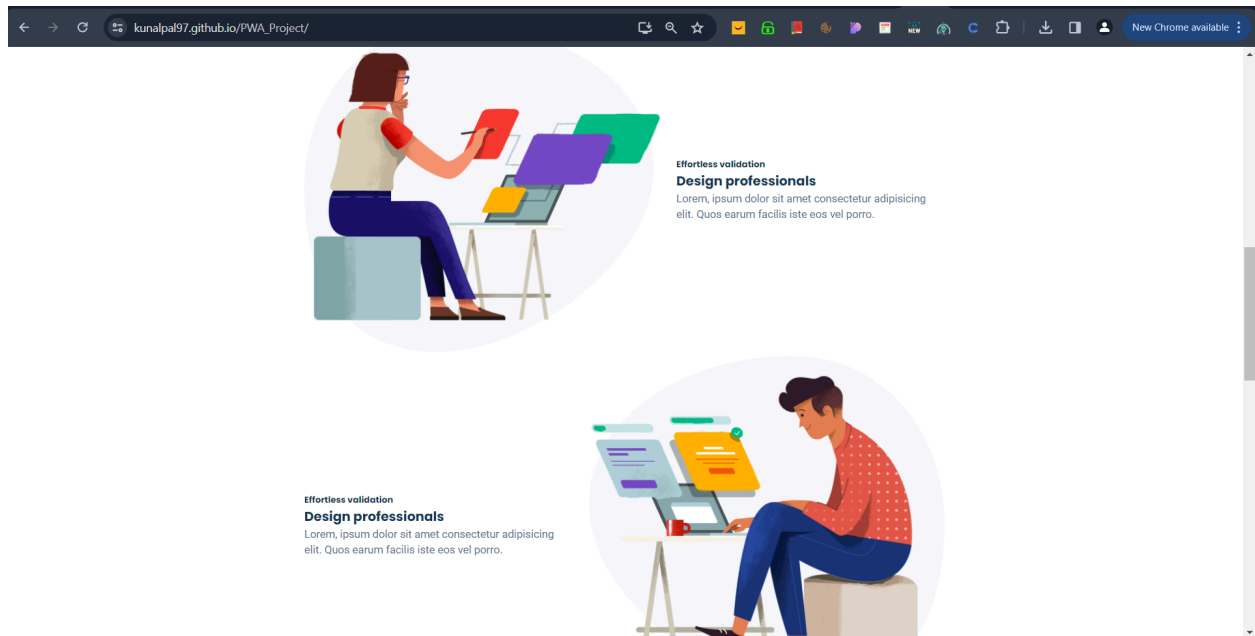 kunalpal97.github.io/PWA_Project/
NEW
New Chrome available
Effortless validation
Design professionals
Lorem, ipsum dolor sit amet consectetur adipisicing
elit. Quos earum facilis iste eos vel porro.
Effortless validation
Design professionals
Lorem, ipsum dolor sit amet consectetur adipisicing
elit. Quos earum facilis iste eos vel porro.